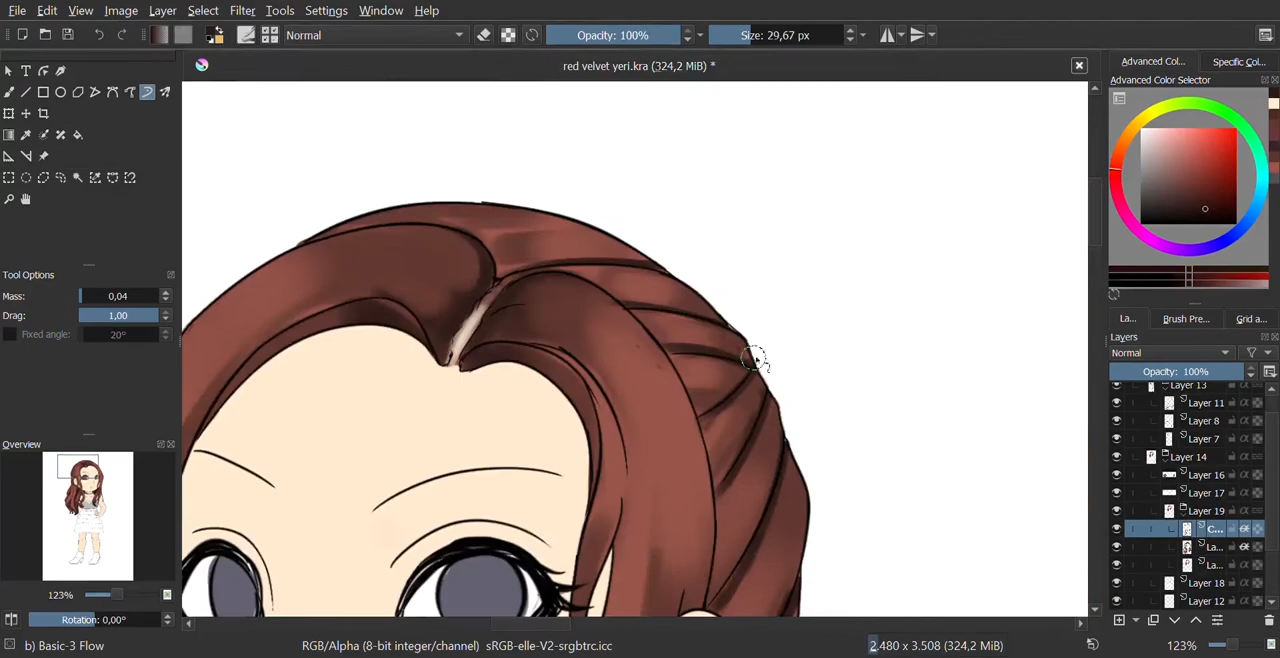 File Edit View Image Layer Select Filter Tools Settings Window Help
Normal Opacity: 100% Size: 29,67 px
red velvet yeri.kra (324,2 MiB) *
Advanced Col... Specific Col...
Advanced Color Selector
Tool Options
Mass: 0,04
Drag: 1,00
Fixed angle: 20°
La... Brush Pre... Grid a...
Layers
Normal
Opacity: 100%
Layer 13
Layer 11
Layer 8
Layer 7
Layer 14
Layer 16
Layer 17
Layer 19
C...
La...
La...
Layer 18
Layer 12
Overview
123%
Rotation: 0,00°
b) Basic-3 Flow RGB/Alpha (8-bit integer/channel) sRGB-elle-V2-srgbtrc.icc 2.480 x 3.508 (324,2 MiB) 123%